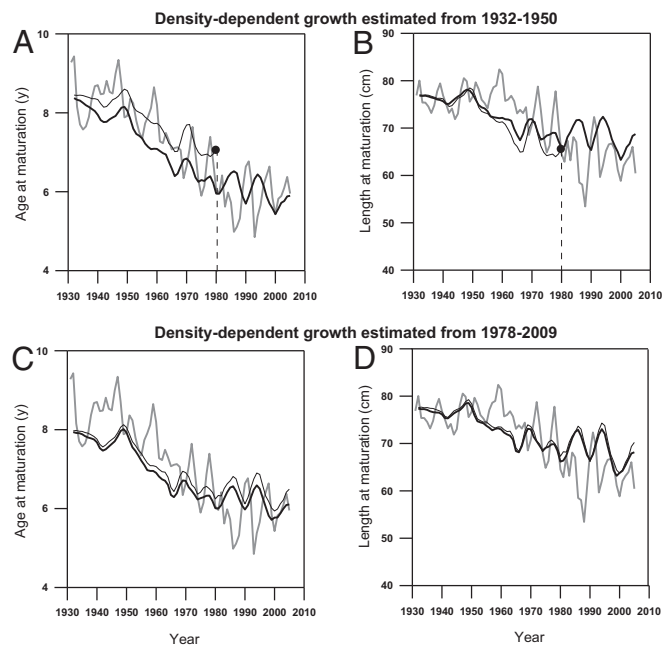 Density-dependent growth estimated from 1932-1950
A
B
10
8
6
4
Age at maturation (y)
1930 1940 1950 1960 1970 1980 1990 2000 2010
90
80
70
60
50
40
Length at maturation (cm)
1930 1940 1950 1960 1970 1980 1990 2000 2010
Density-dependent growth estimated from 1978-2009
C
D
10
8
6
4
Age at maturation (y)
1930 1940 1950 1960 1970 1980 1990 2000 2010
Year
90
80
70
60
50
40
Length at maturation (cm)
1930 1940 1950 1960 1970 1980 1990 2000 2010
Year